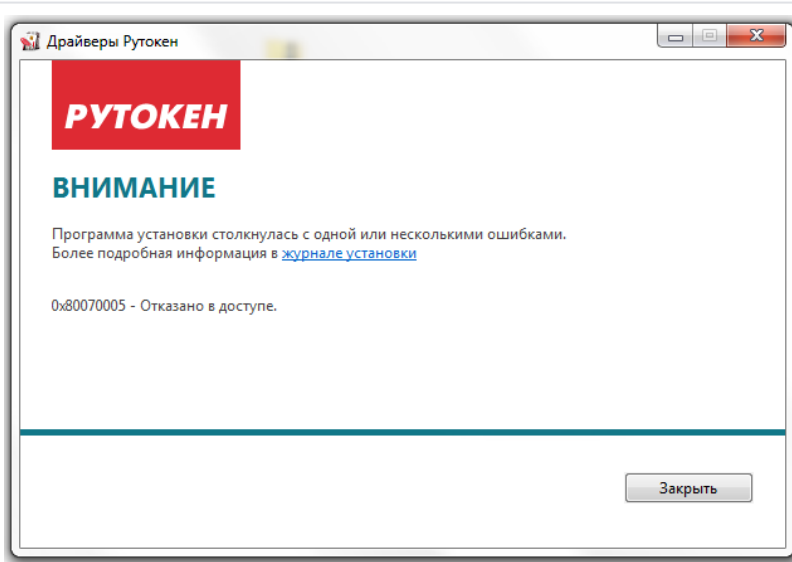 Драйверы Рутокен
РУТОКЕН
ВНИМАНИЕ
Программа установки столкнулась с одной или несколькими ошибками.
Более подробная информация в журнале установки
0x80070005 - Отказано в доступе.
Закрыть